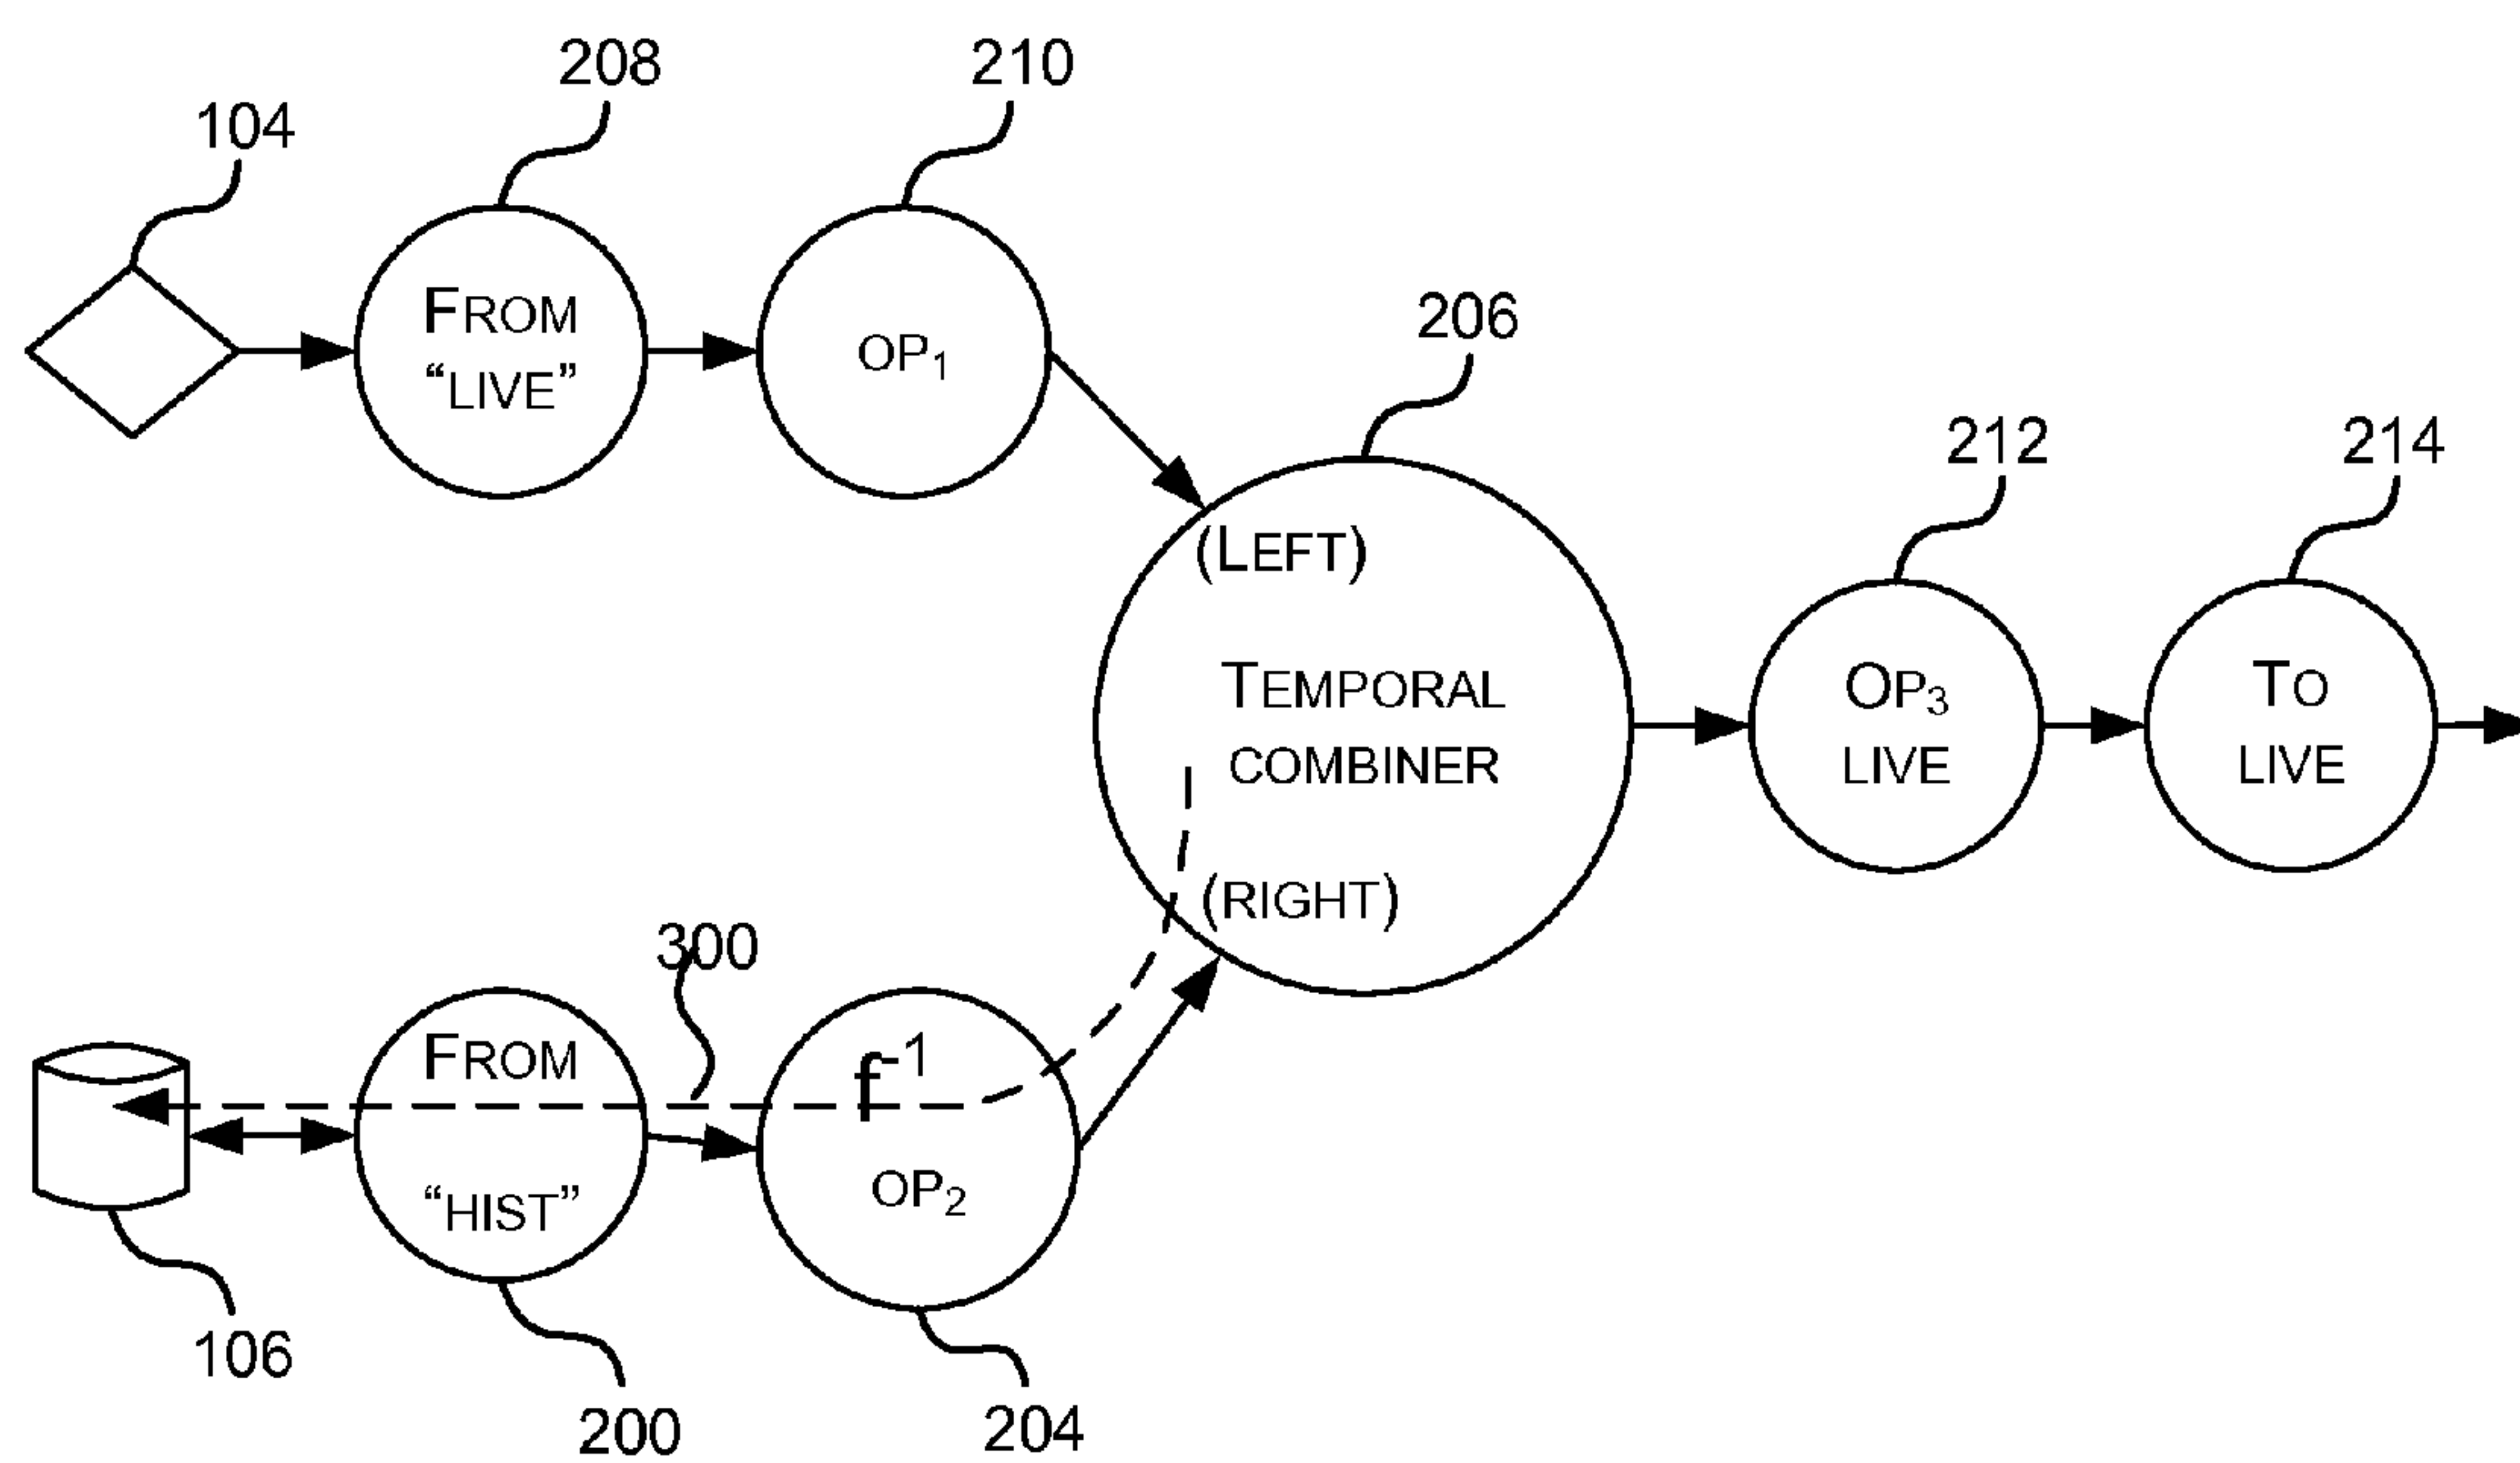 208
210
104
FROM
“LIVE”
OP1
206
212
214
(LEFT)
TEMPORAL
COMBINER
OP3
LIVE
TO
LIVE
(RIGHT)
300
FROM
“HIST”
f-1
OP2
106
200
204